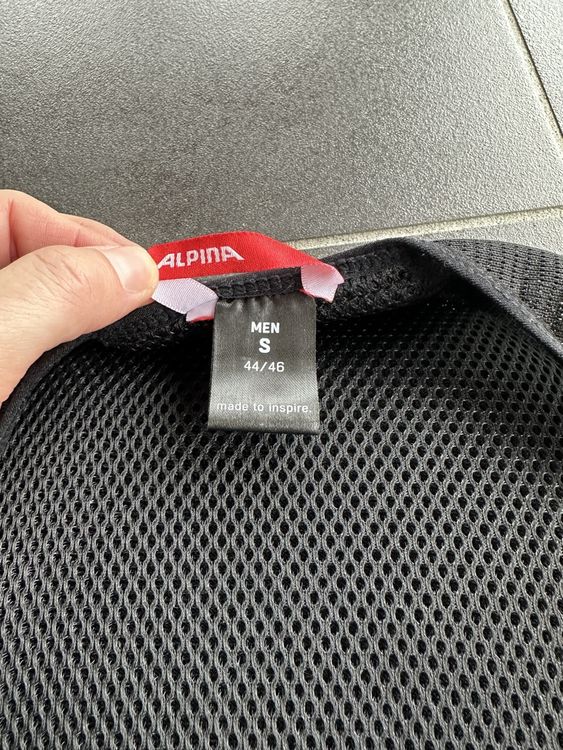 ALPINA
MEN
S
44/46
made to inspire.